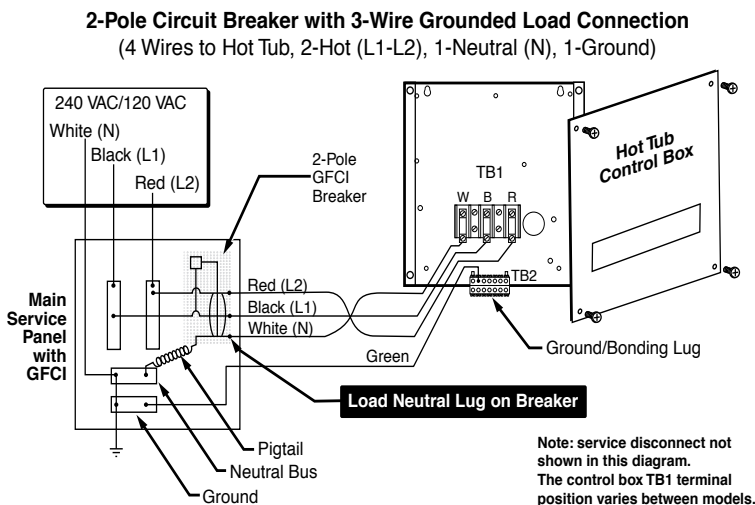 2-Pole Circuit Breaker with 3-Wire Grounded Load Connection
(4 Wires to Hot Tub, 2-Hot (L1-L2), 1-Neutral (N), 1-Ground)
240 VAC/120 VAC
White (N)
Black (L1)
Red (L2)
2-Pole
GFCI
Breaker
TB1
W B R
TB2
Hot Tub
Control Box
Main
Service
Panel
with
GFCI
Red (L2)
Black (L1)
White (N)
Green
Ground/Bonding Lug
Load Neutral Lug on Breaker
Pigtail
Neutral Bus
Ground
Note: service disconnect not
shown in this diagram.
The control box TB1 terminal
position varies between models.